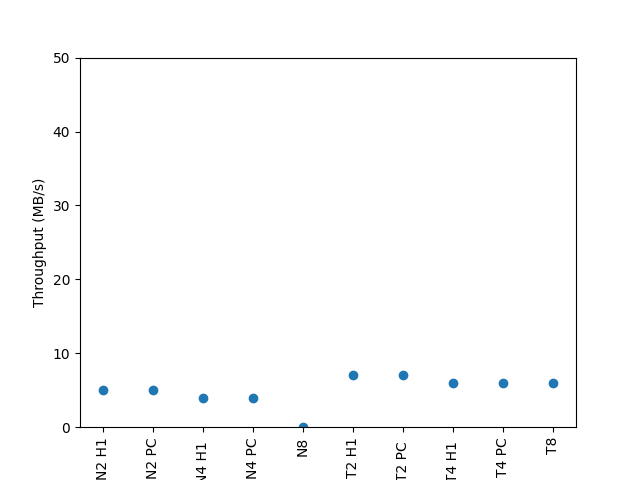 50
40
30
20
10
0
Throughput (MB/s)
N2 H1
N2 PC
N4 H1
N4 PC
N8
T2 H1
T2 PC
T4 H1
T4 PC
T8